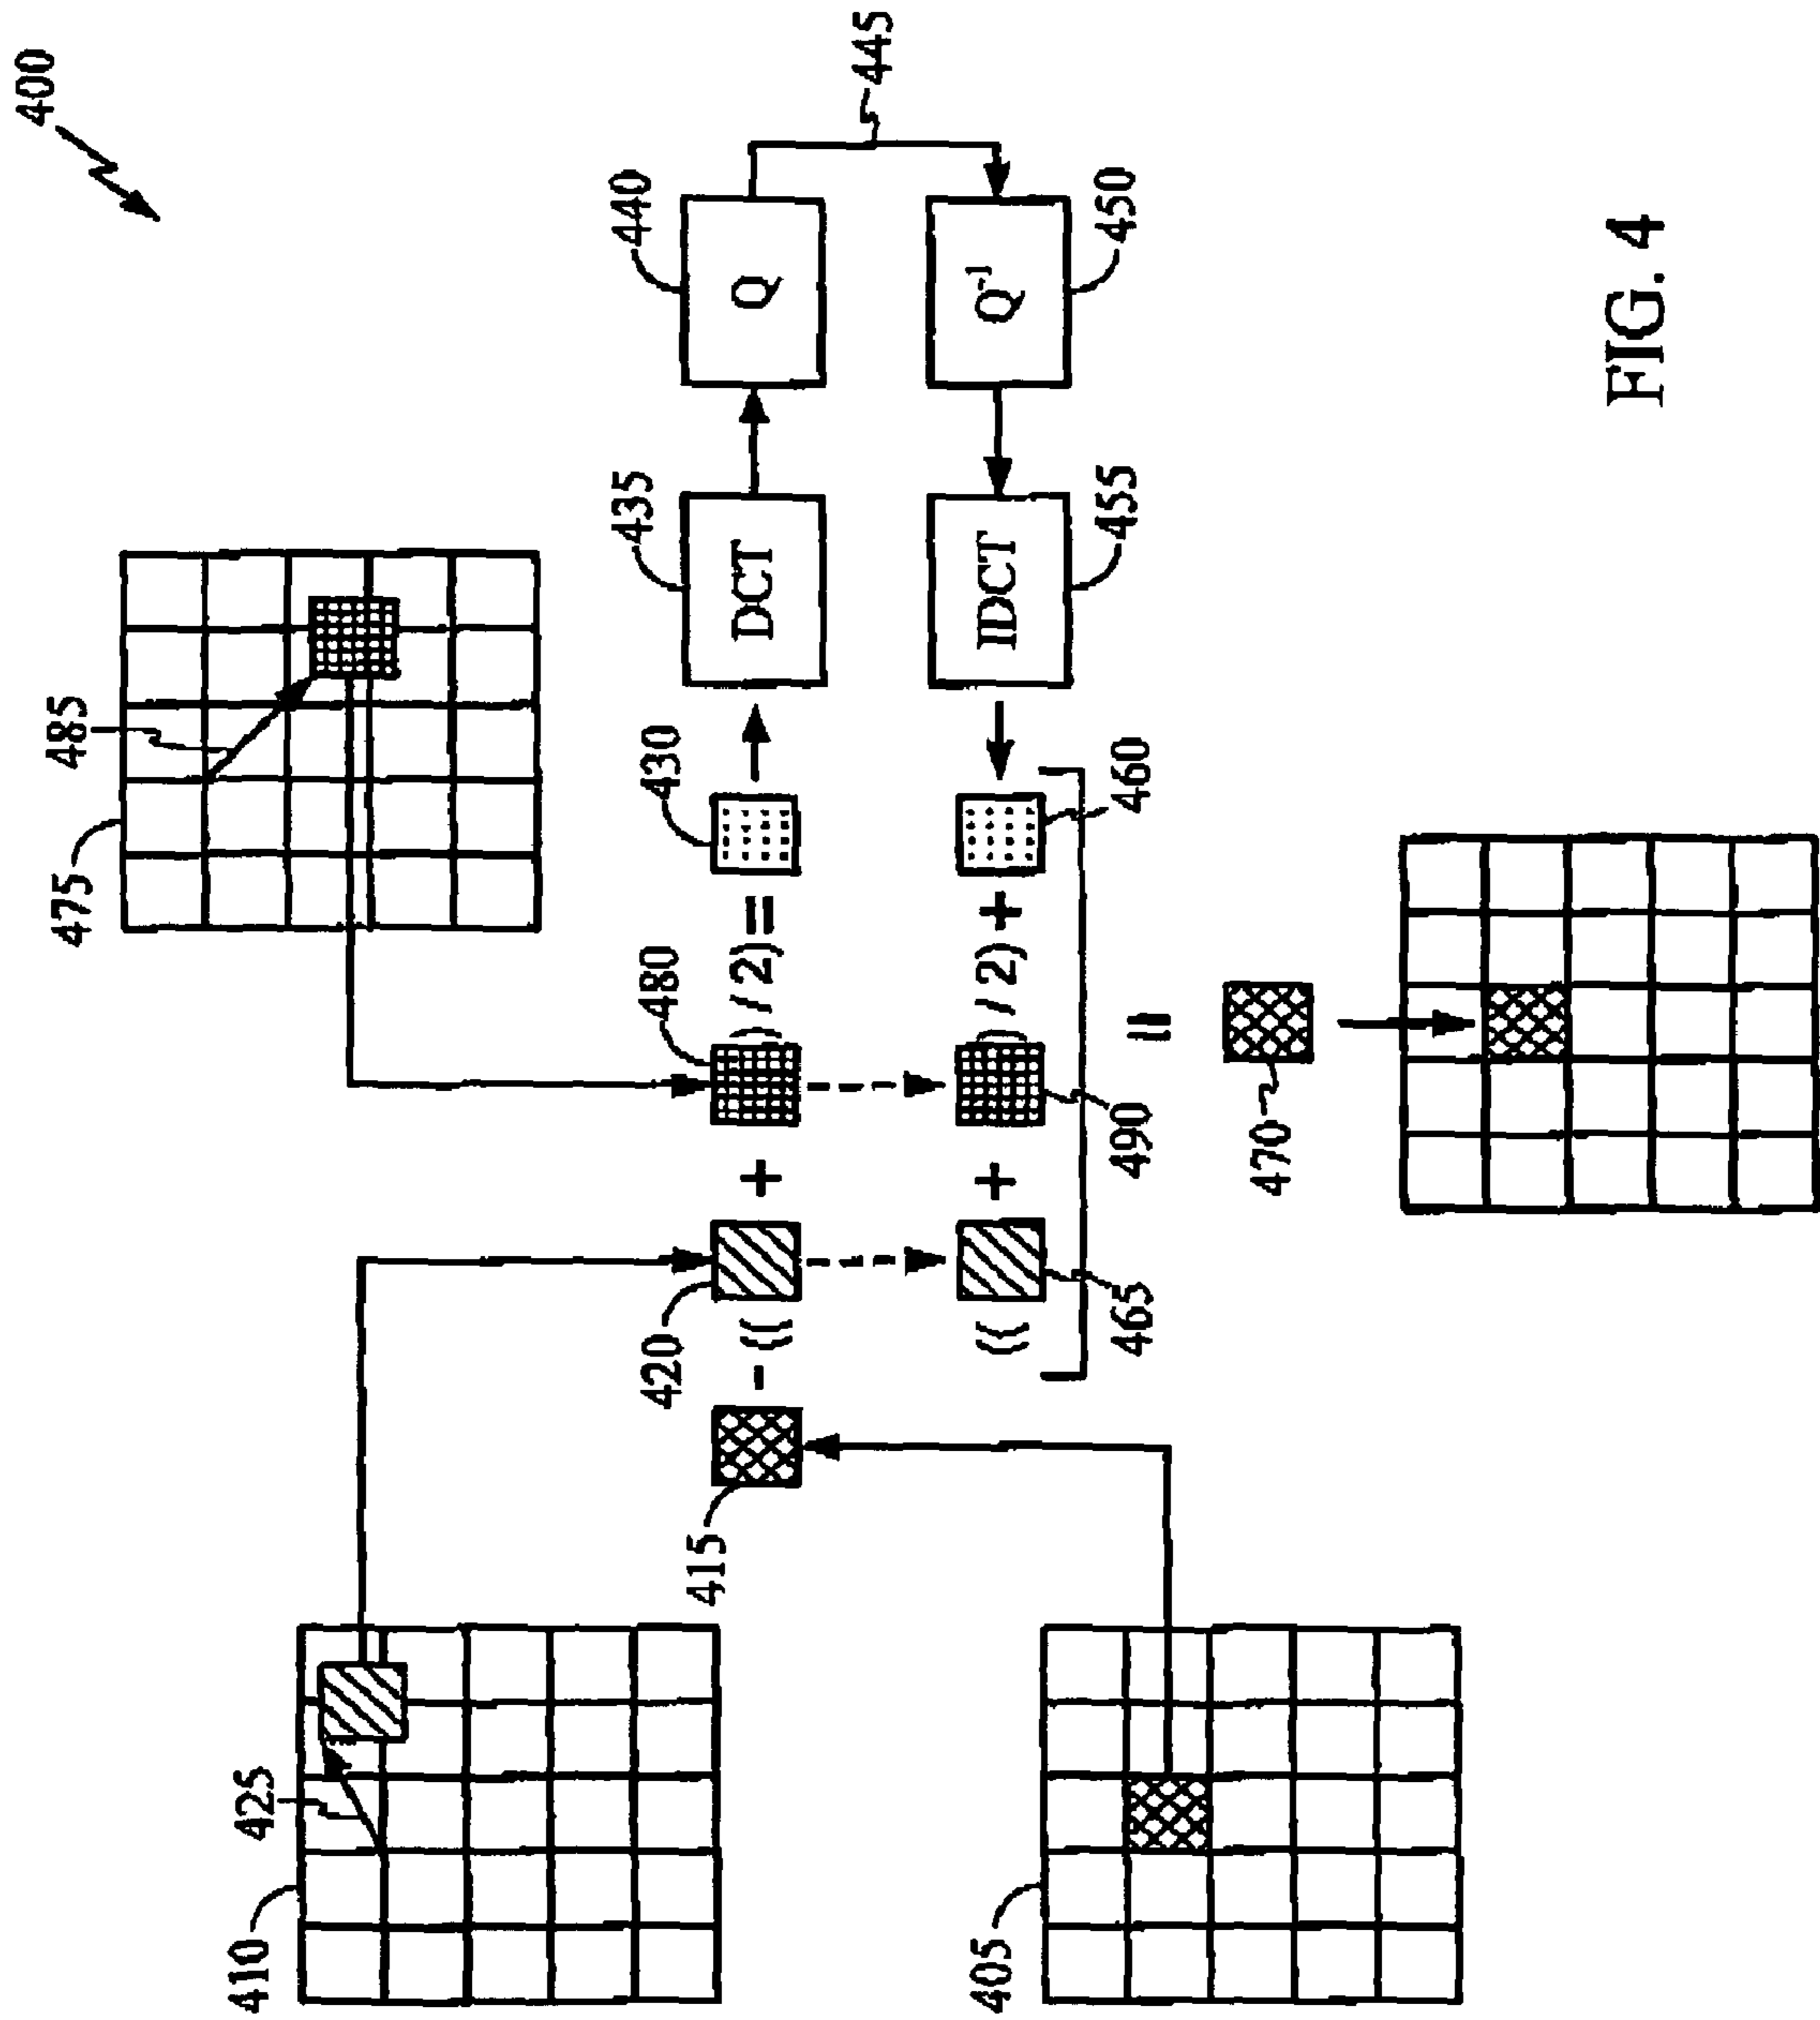 400
485
475
425
410
420 480 430 435 440
415
- (( + ) / 2) = DCT Q
445
405
(( + ) / 2) + IDCT Q⁻¹
465 490 460 455 450
=
470
FIG. 4